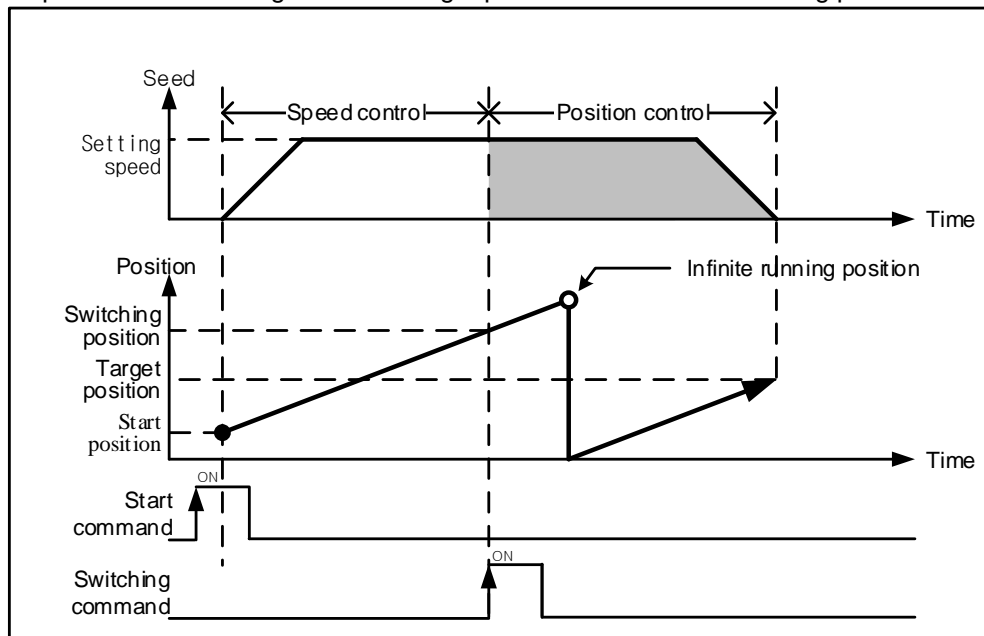 Seed
Speed control
Position control
Setting
speed
Time
Position
Infinite running position
Switching
position
Target
position
Start
position
Time
ON
Start
command
ON
Switching
command